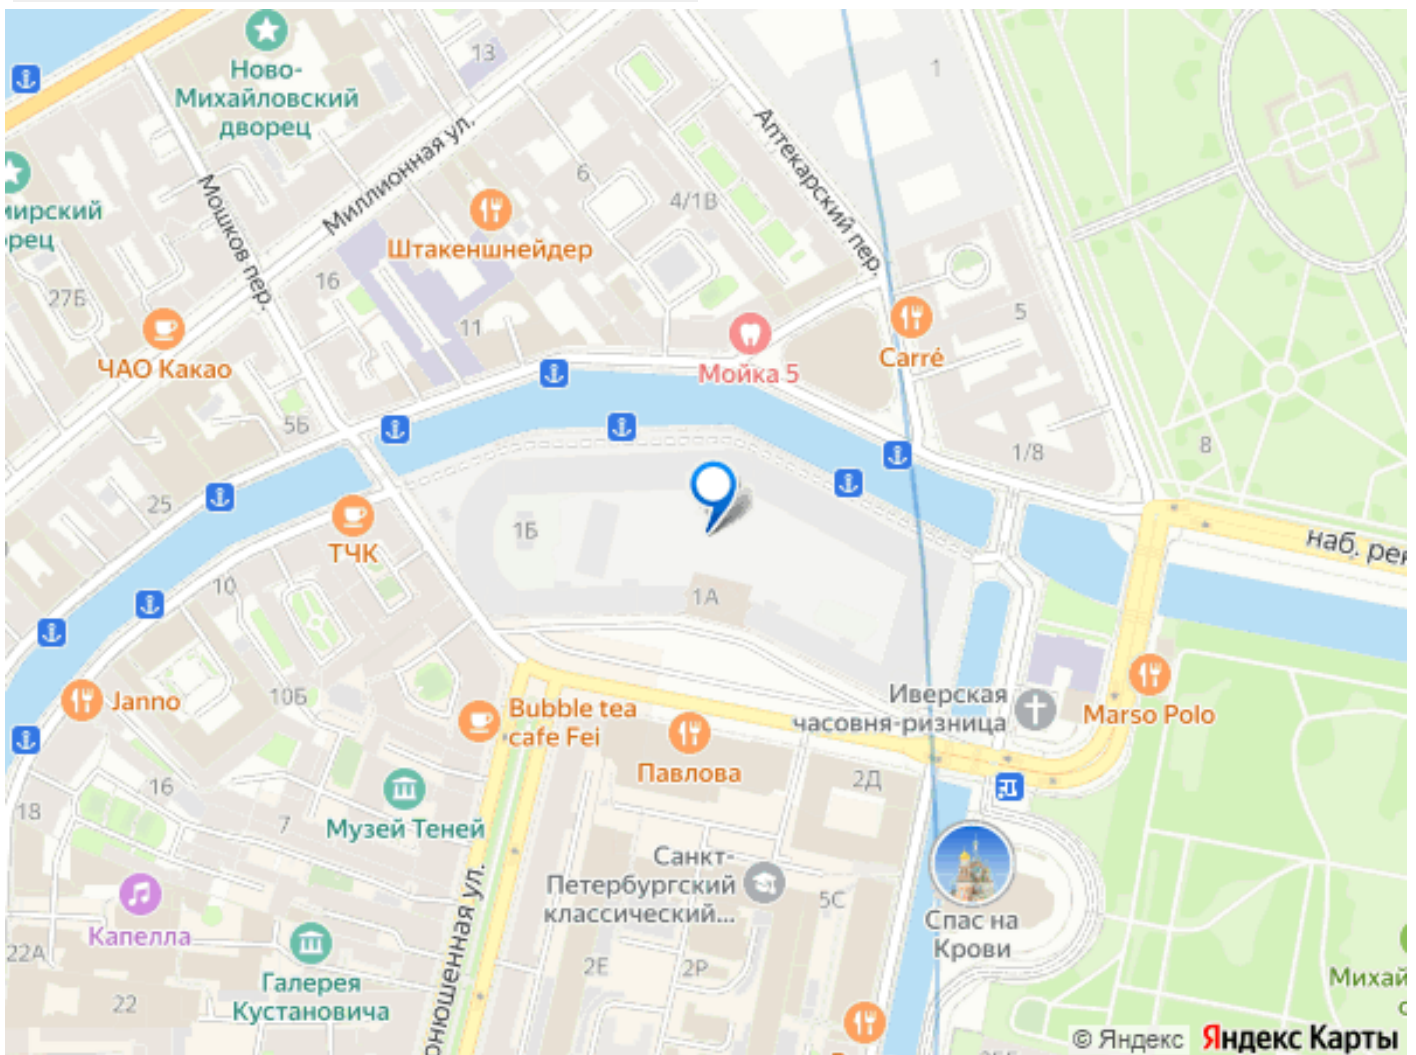 13
Ново-
Михайловский
дворец
1
Миллионная ул.
Аптекарский пер.
Мошков пер.
6
4/1В
мирский
рец
Штакеншнейдер
27Б
16
11
5
ЧАО Какао
Мойка 5
Carré
5Б
1/8
8
25
1Б
ТЧК
наб. рек
10
1А
10Б
Janno
Иверская
часовня-ризница
Bubble tea
cafe Fei
Marso Polo
Павлова
2Д
16
18
7
Музей Теней
Санкт-
Петербургский
классический...
5С
Спас на
Крови
Капелла
22А
2Е
2Р
Галерея
Кустановича
онюшенная ул.
22
Михай
с
© Яндекс
Яндекс Карты